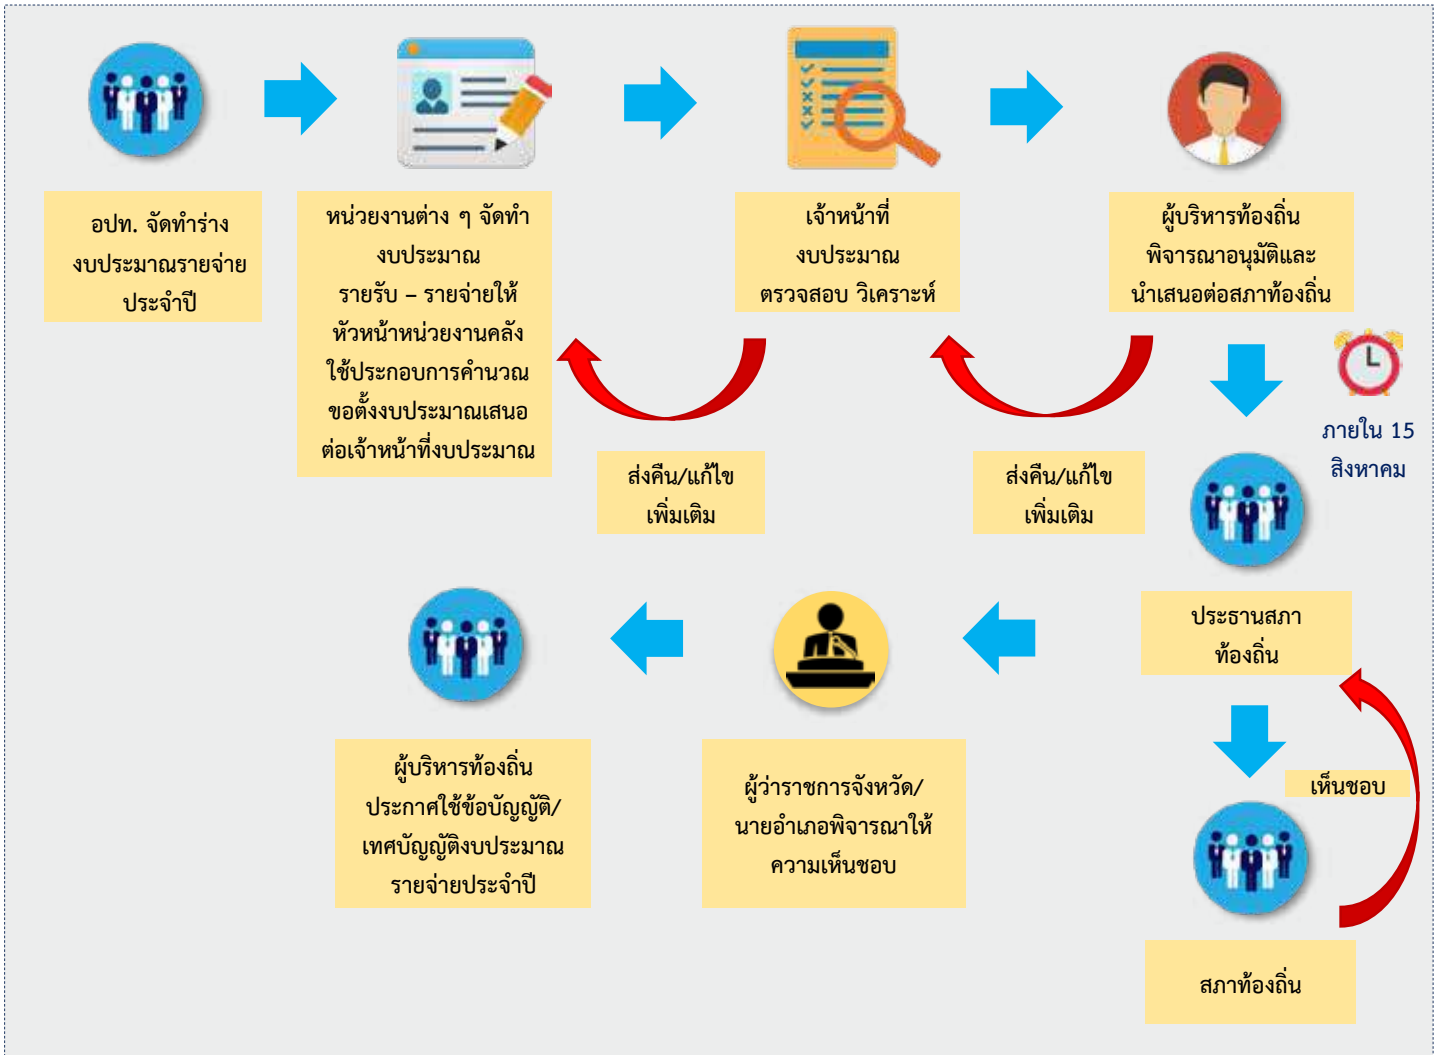 อปท. จัดทำร่าง
งบประมาณรายจ่าย
ประจำปี
หน่วยงานต่าง ๆ จัดทำ
งบประมาณ
รายรับ – รายจ่ายให้
หัวหน้าหน่วยงานคลัง
ใช้ประกอบการคำนวณ
ขอตั้งงบประมาณเสนอ
ต่อเจ้าหน้าที่งบประมาณ
เจ้าหน้าที่
งบประมาณ
ตรวจสอบ วิเคราะห์
ผู้บริหารท้องถิ่น
พิจารณาอนุมัติและ
นำเสนอต่อสภาท้องถิ่น
ส่งคืน/แก้ไข
เพิ่มเติม
ส่งคืน/แก้ไข
เพิ่มเติม
ภายใน 15
สิงหาคม
ประธานสภา
ท้องถิ่น
เห็นชอบ
สภาท้องถิ่น
ผู้ว่าราชการจังหวัด/
นายอำเภอพิจารณาให้
ความเห็นชอบ
ผู้บริหารท้องถิ่น
ประกาศใช้ข้อบัญญัติ/
เทศบัญญัติงบประมาณ
รายจ่ายประจำปี